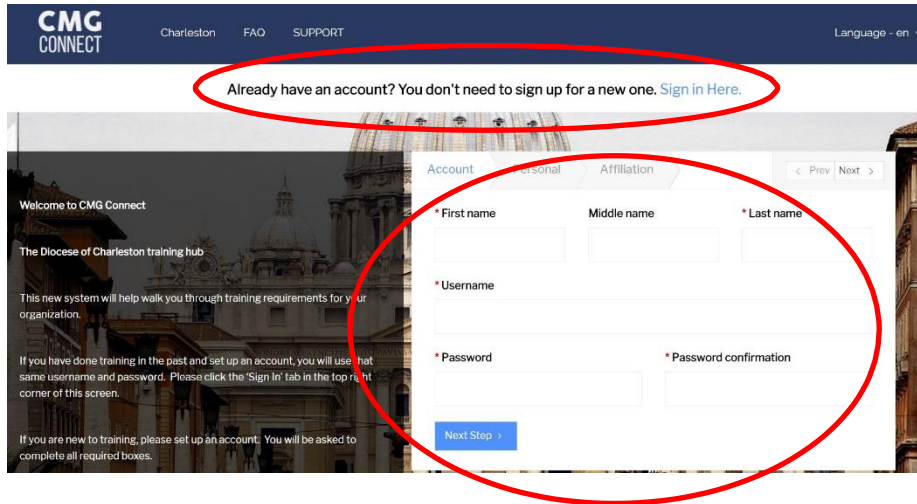 CMG
CONNECT
Charleston FAQ SUPPORT Language - en
Already have an account? You don't need to sign up for a new one. Sign in Here.
Account Personal Affiliation < Prev Next >
Welcome to CMG Connect
The Diocese of Charleston training hub
This new system will help walk you through training requirements for your
organization.
If you have done training in the past and set up an account, you will use that
same username and password. Please click the 'Sign In' tab in the top right
corner of this screen.
If you are new to training, please set up an account. You will be asked to
complete all required boxes.
* First name Middle name * Last name
* Username
* Password * Password confirmation
Next Step >